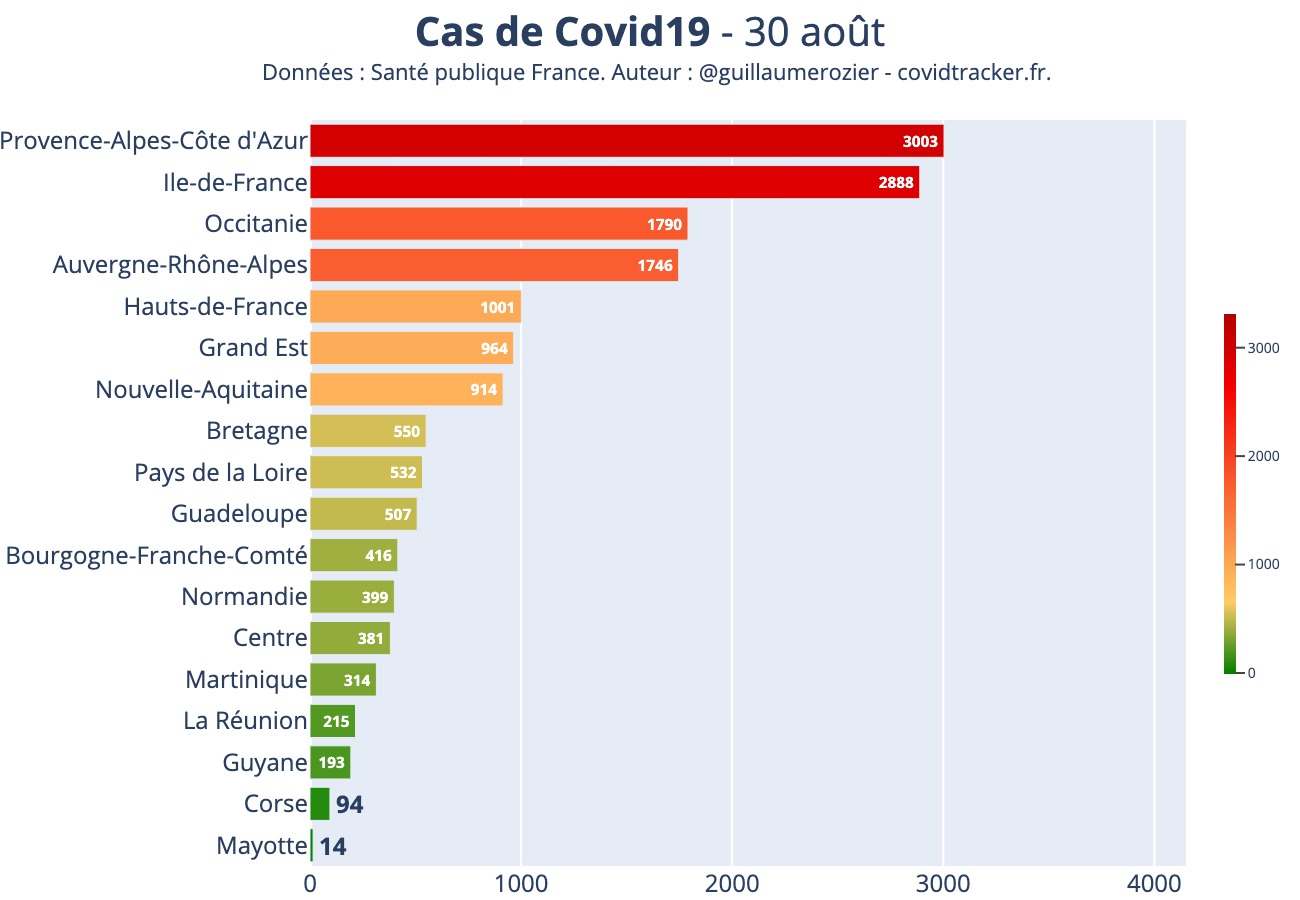 Cas de Covid19 - 30 août
Données : Santé publique France. Auteur : @guillaumerozier - covidtracker.fr.
Provence-Alpes-Côte d'Azur 3003
Ile-de-France 2888
Occitanie 1790
Auvergne-Rhône-Alpes 1746
Hauts-de-France 1001
Grand Est 964
Nouvelle-Aquitaine 914
Bretagne 550
Pays de la Loire 532
Guadeloupe 507
Bourgogne-Franche-Comté 416
Normandie 399
Centre 381
Martinique 314
La Réunion 215
Guyane 193
Corse 94
Mayotte 14
0 1000 2000 3000 4000
3000
2000
1000
0